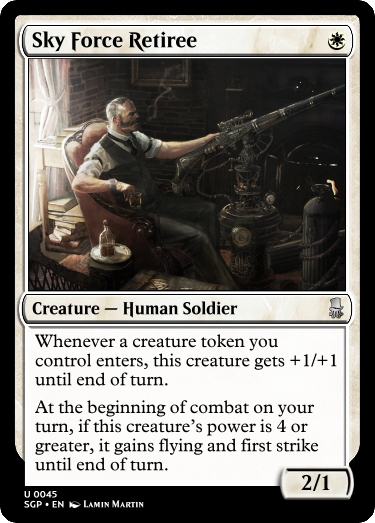 Sky Force Retiree
Creature — Human Soldier
Whenever a creature token you
control enters, this creature gets +1/+1
until end of turn.
At the beginning of combat on your
turn, if this creature's power is 4 or
greater, it gains flying and first strike
until end of turn.
2/1
U 0045
SGP • EN Lamin Martin